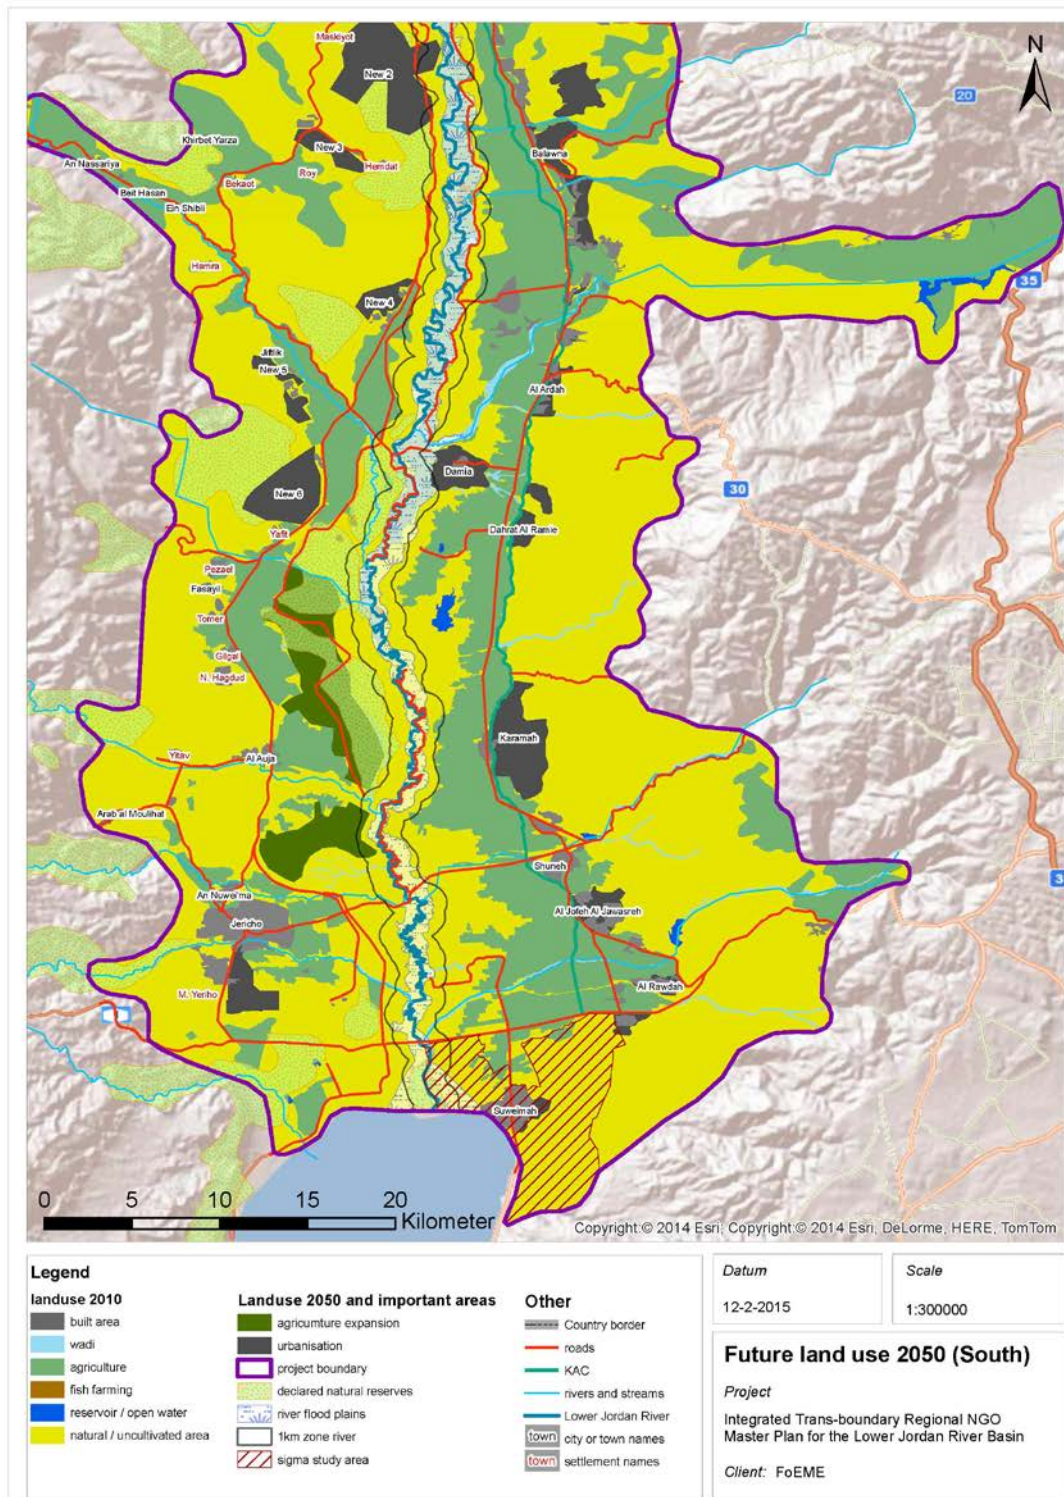 Maskiyot
New 2
N
20
Khirbet Yarza
New 3
Balawna
An Nassariya
Hemdat
Roy
Bekaot
Beit Hasan
Ein Shibli
Hamra
35
New 4
Jiftlik
New 5
Al Ardah
Damia
30
New 6
Dahrat Al Ramle
Yafit
Pezael
Fasayil
Tomer
Gilgal
N. Hagdud
Karamah
Yitav
Al Auja
Arab al Moulihat
Shuneh
An Nuwei'ma
Al Jofeh Al Jawasreh
Jericho
M. Yeriho
Al Rawdah
Suweimah
0 5 10 15 20
Kilometer
Copyright:© 2014 Esri, Copyright:© 2014 Esri, DeLorme, HERE, TomTom
Legend
landuse 2010
built area
wadi
agriculture
fish farming
reservoir / open water
natural / uncultivated area
Landuse 2050 and important areas
agricumture expansion
urbanisation
project boundary
declared natural reserves
river flood plains
1km zone river
sigma study area
Other
Country border
roads
KAC
rivers and streams
Lower Jordan River
town city or town names
town settlement names
Datum
12-2-2015
Scale
1:300000
Future land use 2050 (South)
Project
Integrated Trans-boundary Regional NGO
Master Plan for the Lower Jordan River Basin
Client: FoEME